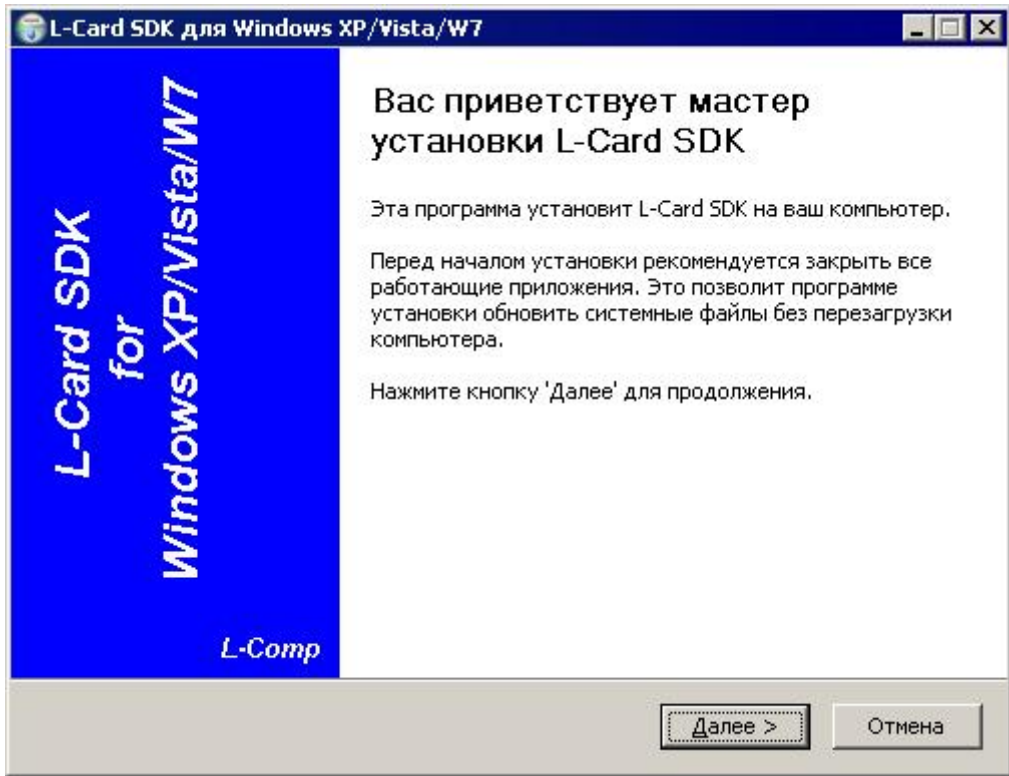 L-Card SDK для Windows XP/Vista/W7
L-Card SDK
for
Windows XP/Vista/W7
L-Comp
Вас приветствует мастер
установки L-Card SDK
Эта программа установит L-Card SDK на ваш компьютер.
Перед началом установки рекомендуется закрыть все
работающие приложения. Это позволит программе
установки обновить системные файлы без перезагрузки
компьютера.
Нажмите кнопку 'Далее' для продолжения.
Далее >
Отмена